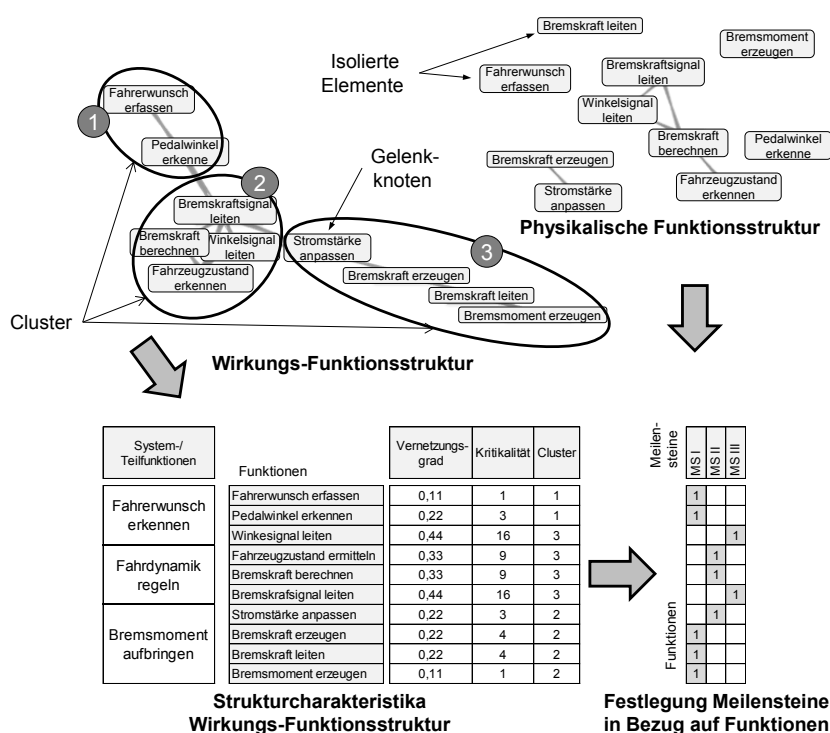 Bremskraft leiten
Bremsmoment
erzeugen
Isolierte
Elemente
Fahrerwunsch
erfassen
Bremskraftsignal
leiten
Winkelsignal
leiten
Bremskraft
berechnen
Pedalwinkel
erkenne
Bremskraft erzeugen
Stromstärke
anpassen
Fahrzeugzustand
erkennen
Physikalische Funktionsstruktur
Fahrerwunsch
erfassen
1
Pedalwinkel
erkenne
Gelenk-
knoten
2
Bremskraftsignal
leiten
Bremskraft
berechnen
Winkelsignal
leiten
Fahrzeugzustand
erkennen
Stromstärke
anpassen
3
Bremskraft erzeugen
Bremskraft leiten
Bremsmoment erzeugen
Cluster
Wirkungs-Funktionsstruktur
System-/
Teilfunktionen
Funktionen
Vernetzungs-
grad
Kritikalität
Cluster
Fahrerwunsch
erkennen
Fahrerwunsch erfassen 0,11 1 1
Pedalwinkel erkennen 0,22 3 1
Winkesignal leiten 0,44 16 3
Fahrdynamik
regeln
Fahrzeugzustand ermitteln 0,33 9 3
Bremskraft berechnen 0,33 9 3
Bremskrafsignal leiten 0,44 16 3
Bremsmoment
aufbringen
Stromstärke anpassen 0,22 3 2
Bremskraft erzeugen 0,22 4 2
Bremskraft leiten 0,22 4 2
Bremsmoment erzeugen 0,11 1 2
Strukturcharakteristika
Wirkungs-Funktionsstruktur
Meilen-
steine
MS I
MS II
MS III
Funktionen
1
1
1
1
1
1
1
1
1
1
Festlegung Meilensteine
in Bezug auf Funktionen